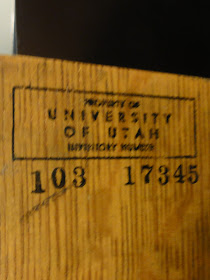 PROPERTY OF
UNIVERSITY
OF UTAH
INVENTORY NUMBER
103 17345